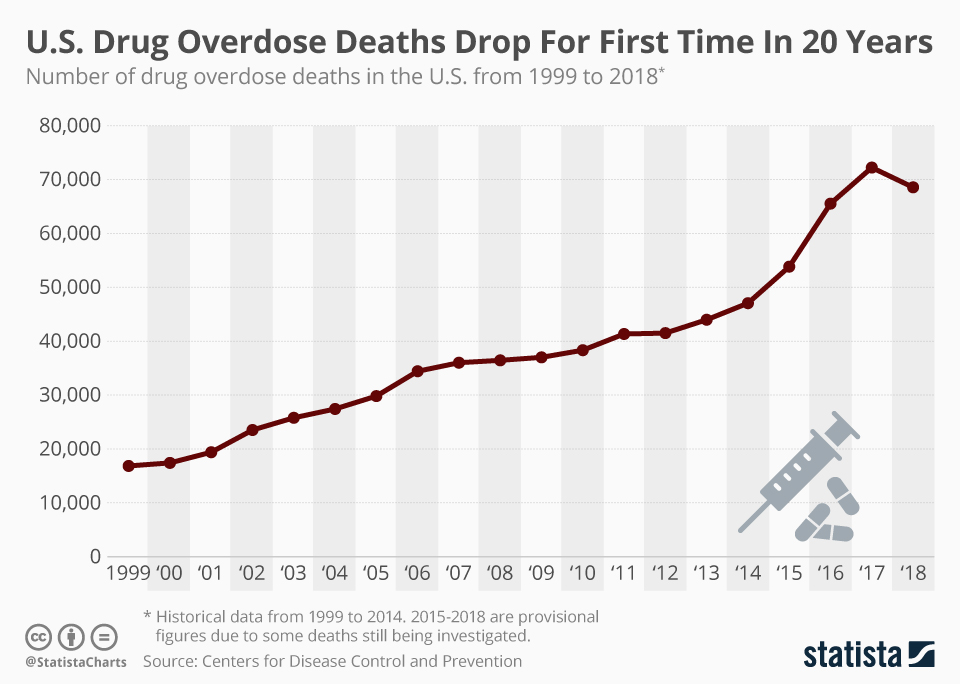 U.S. Drug Overdose Deaths Drop For First Time In 20 Years
Number of drug overdose deaths in the U.S. from 1999 to 2018*
80,000
70,000
60,000
50,000
40,000
30,000
20,000
10,000
0
1999 ‘00 ‘01 ‘02 ‘03 ‘04 ‘05 ‘06 ‘07 ‘08 ‘09 ‘10 ‘11 ‘12 ‘13 ‘14 ‘15 ‘16 ‘17 ‘18
* Historical data from 1999 to 2014. 2015-2018 are provisional
figures due to some deaths still being investigated.
cc
@StatistaCharts
Source: Centers for Disease Control and Prevention
statista